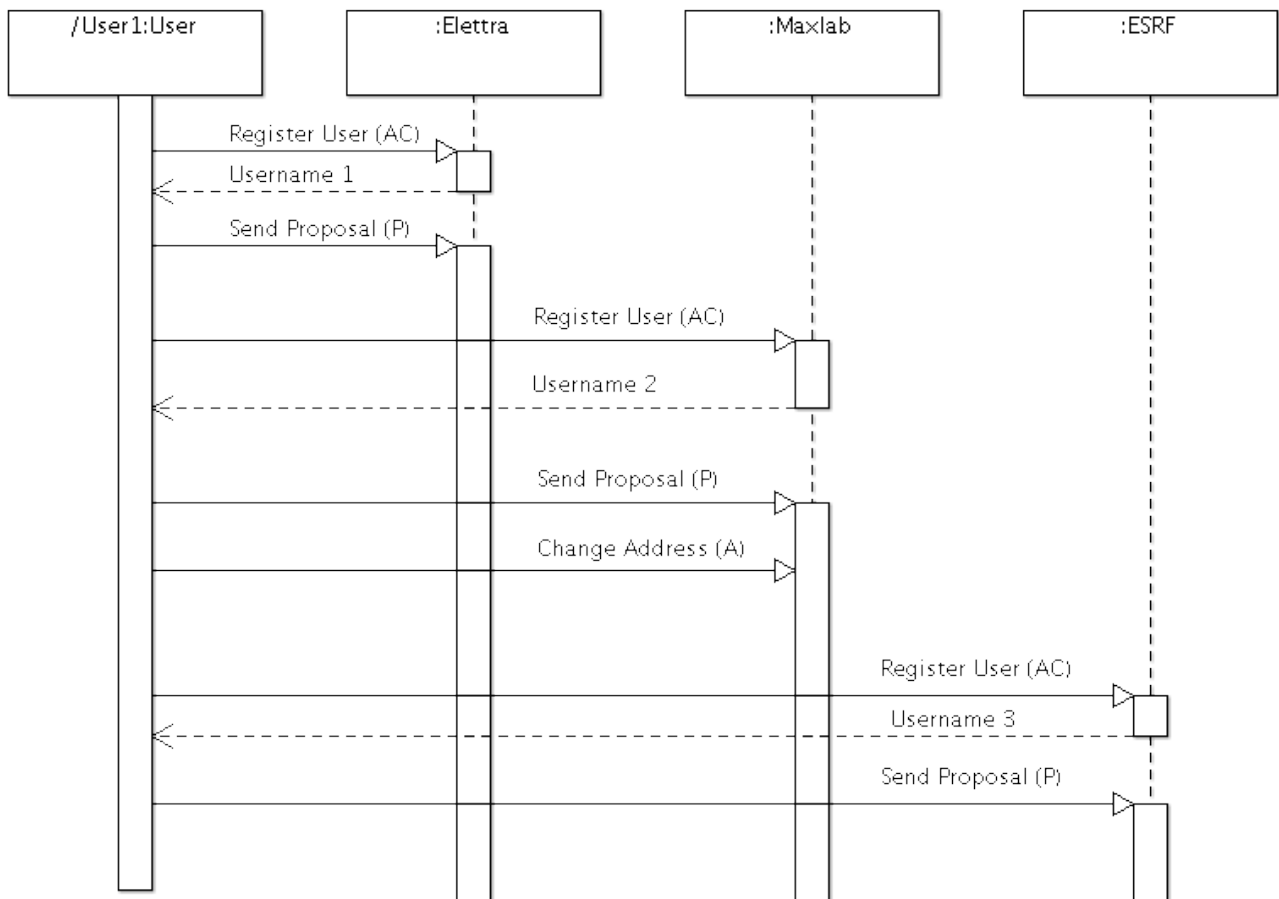 /User1:User
:Elettra
:Maxlab
:ESRF
Register User (AC)
Username 1
Send Proposal (P)
Register User (AC)
Username 2
Send Proposal (P)
Change Address (A)
Register User (AC)
Username 3
Send Proposal (P)